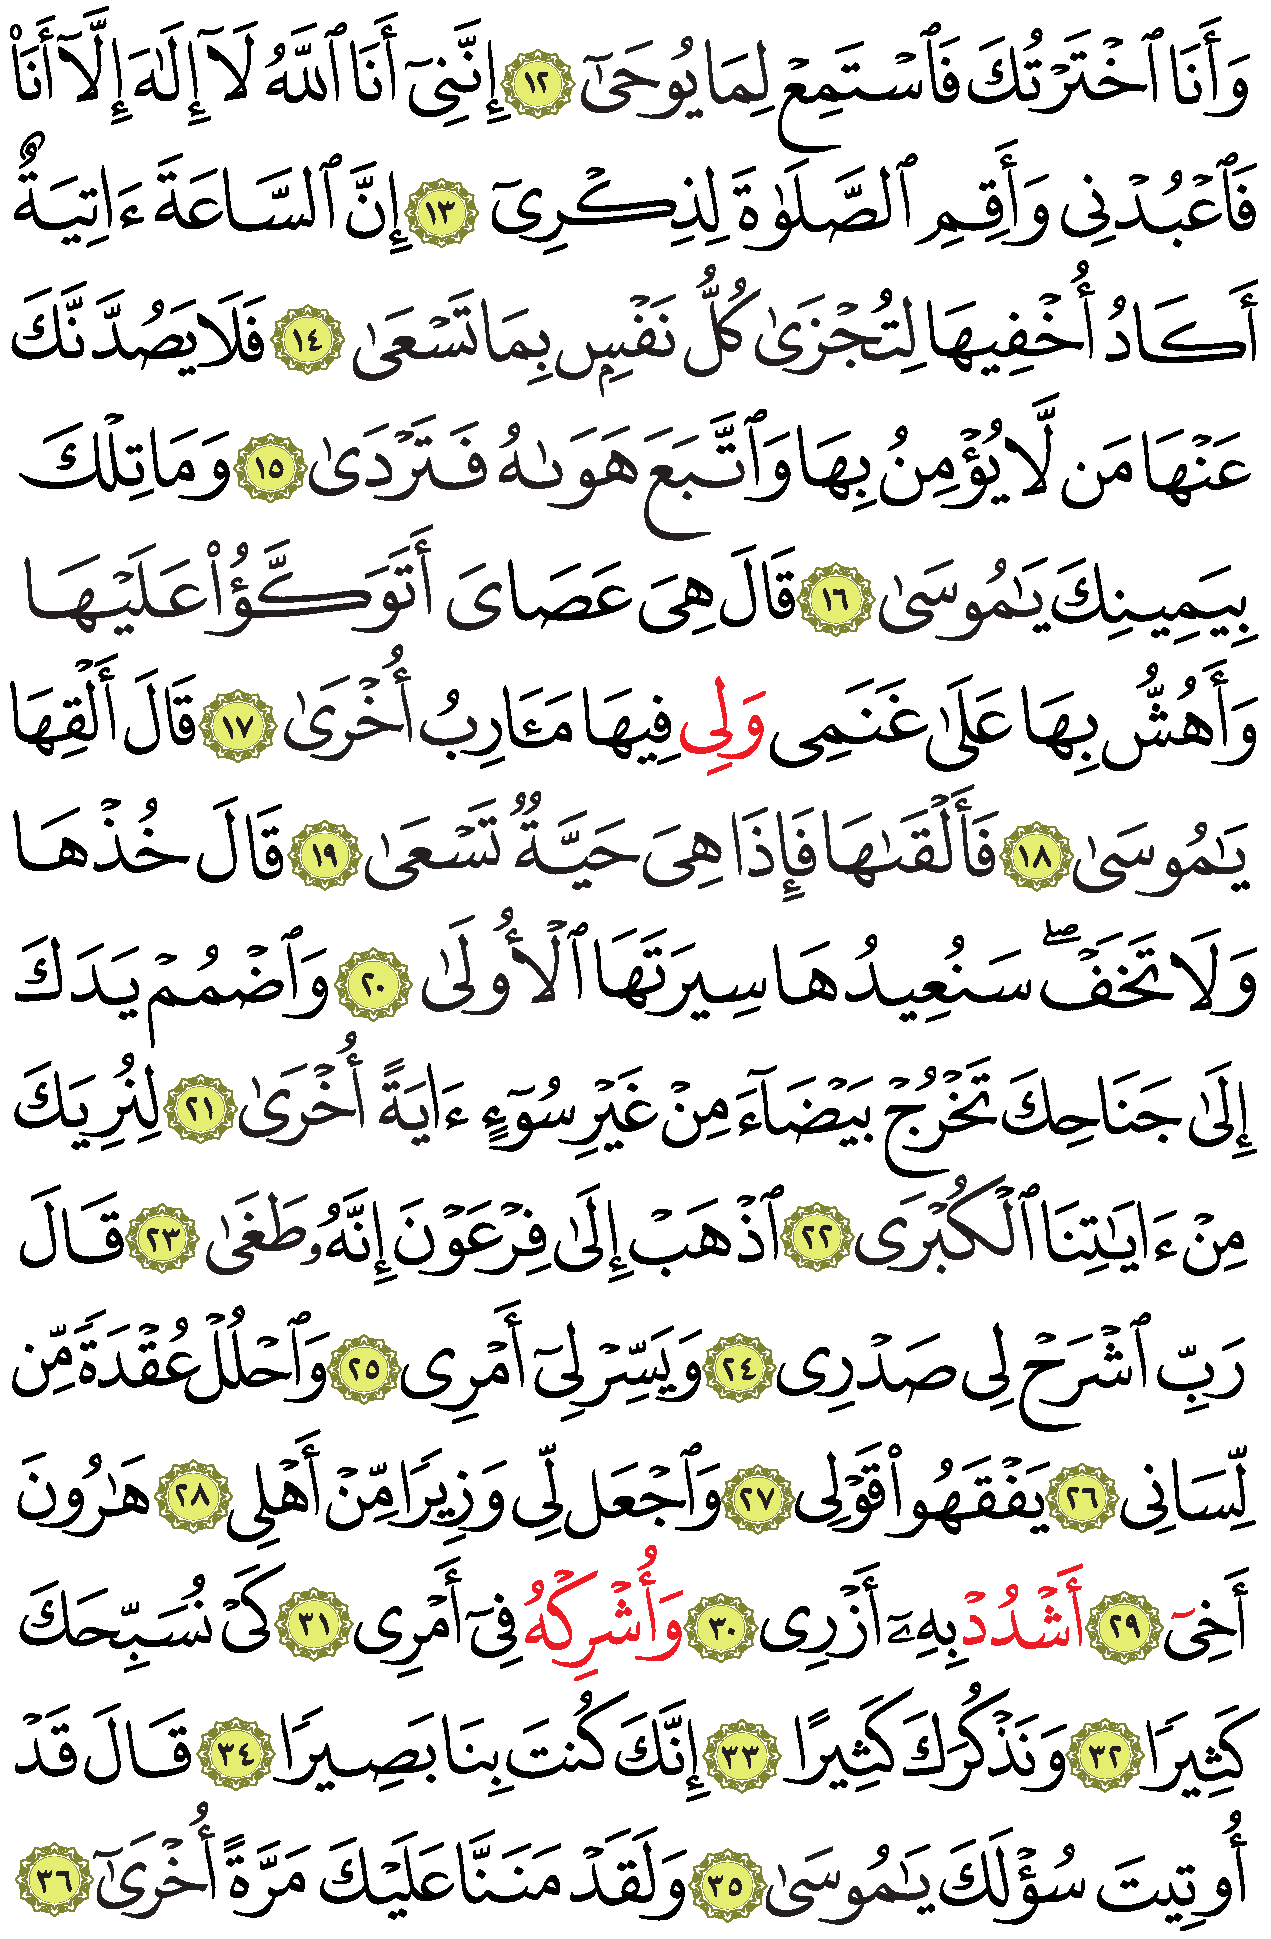 وَأَنَا ٱخْتَرْتُكَ فَٱسْتَمِعْ لِمَا يُوحَىٰٓ ١٢ إِنَّنِىٓ أَنَا ٱللَّهُ لَآ إِلَٰهَ إِلَّآ أَنَا۠
فَٱعْبُدْنِى وَأَقِمِ ٱلصَّلَوٰةَ لِذِكْرِىٓ ١٣ إِنَّ ٱلسَّاعَةَ ءَاتِيَةٌ
أَكَادُ أُخْفِيهَا لِتُجْزَىٰ كُلُّ نَفْسٍۭ بِمَا تَسْعَىٰ ١٤ فَلَا يَصُدَّنَّكَ
عَنْهَا مَن لَّا يُؤْمِنُ بِهَا وَٱتَّبَعَ هَوَىٰهُ فَتَرْدَىٰ ١٥ وَمَا تِلْكَ
بِيَمِينِكَ يَٰمُوسَىٰ ١٦ قَالَ هِىَ عَصَاىَ أَتَوَكَّؤُا۟ عَلَيْهَا
وَأَهُشُّ بِهَا عَلَىٰ غَنَمِى وَلِى فِيهَا مَـَٔارِبُ أُخْرَىٰ ١٧ قَالَ أَلْقِهَا
يَٰمُوسَىٰ ١٨ فَأَلْقَىٰهَا فَإِذَا هِىَ حَيَّةٌ تَسْعَىٰ ١٩ قَالَ خُذْهَا
وَلَا تَخَفْ ۖ سَنُعِيدُهَا سِيرَتَهَا ٱلْأُولَىٰ ٢٠ وَٱضْمُمْ يَدَكَ
إِلَىٰ جَنَاحِكَ تَخْرُجْ بَيْضَآءَ مِنْ غَيْرِ سُوٓءٍ ءَايَةً أُخْرَىٰ ٢١ لِنُرِيَكَ
مِنْ ءَايَٰتِنَا ٱلْكُبْرَى ٢٢ ٱذْهَبْ إِلَىٰ فِرْعَوْنَ إِنَّهُۥ طَغَىٰ ٢٣ قَالَ
رَبِّ ٱشْرَحْ لِى صَدْرِى ٢٤ وَيَسِّرْ لِىٓ أَمْرِى ٢٥ وَٱحْلُلْ عُقْدَةً مِّن
لِّسَانِى ٢٦ يَفْقَهُوا۟ قَوْلِى ٢٧ وَٱجْعَل لِّى وَزِيرًا مِّنْ أَهْلِى ٢٨ هَٰرُونَ
أَخِىٓ ٢٩ أَشْدُدْ بِهِۦٓ أَزْرِى ٣٠ وَأُشْرِكْهُ فِىٓ أَمْرِى ٣١ كَىْ نُسَبِّحَكَ
كَثِيرًا ٣٢ وَنَذْكُرَكَ كَثِيرًا ٣٣ إِنَّكَ كُنتَ بِنَا بَصِيرًا ٣٤ قَالَ قَدْ
أُوتِيتَ سُؤْلَكَ يَٰمُوسَىٰ ٣٥ وَلَقَدْ مَنَنَّا عَلَيْكَ مَرَّةً أُخْرَىٰٓ ٣٦